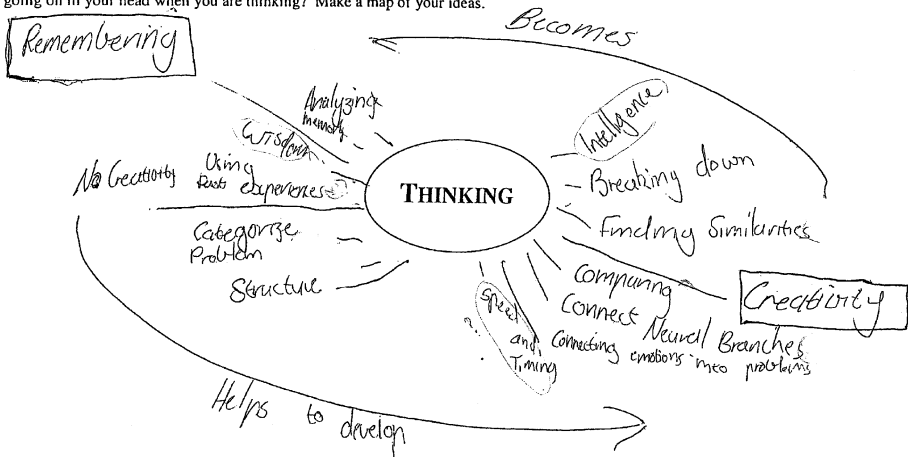 going on in your head when you are thinking? Make a map of your ideas.
Becomes
Remembering
Analyzing
memory
Intelligence
Wisdom
Breaking down
No Creativity
Using
Past experiences
THINKING
Finding Similarities
Categorize
Problem
Structure
Comparing
Creativity
Speed
and
Timing
Connect Neural Branches
Connecting emotions into problems
?
Helps to develop